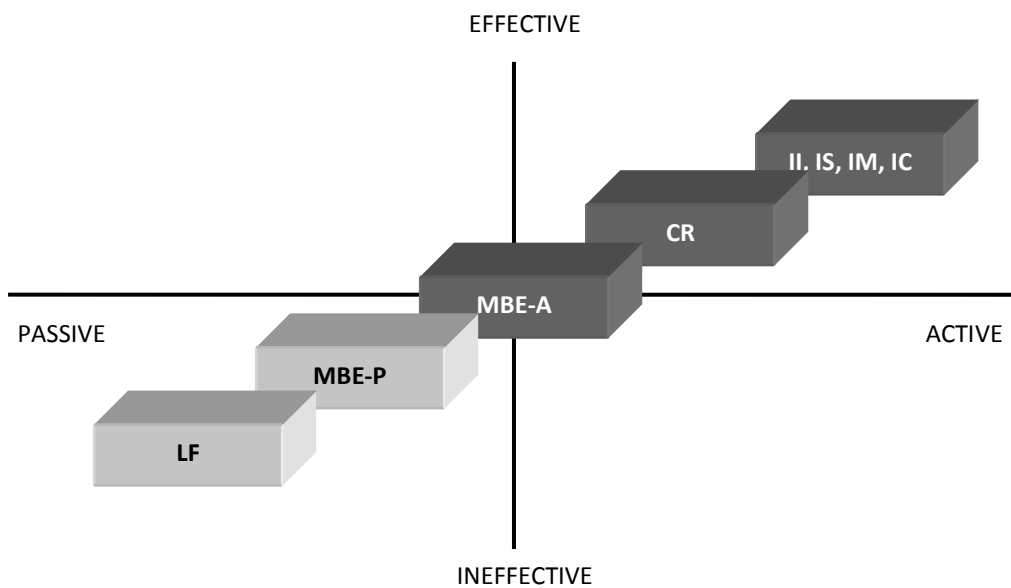 EFFECTIVE
II, IS, IM, IC
CR
MBE-A
PASSIVE
ACTIVE
MBE-P
LF
INEFFECTIVE